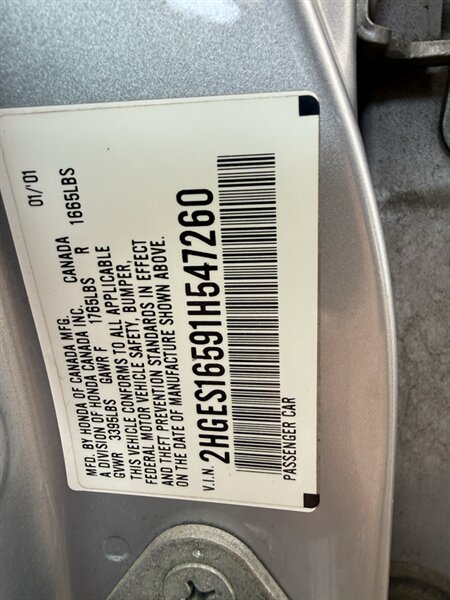 MFD. BY HONDA OF CANADA MFG. 01/'01
A DIVISION OF HONDA CANADA INC. CANADA
GVWR 3395LBS GAWR F 1765LBS R 1665LBS
THIS VEHICLE CONFORMS TO ALL APPLICABLE
FEDERAL MOTOR VEHICLE SAFETY, BUMPER,
AND THEFT PREVENTION STANDARDS IN EFFECT
ON THE DATE OF MANUFACTURE SHOWN ABOVE.
V.I.N. 2HGES16591H547260
PASSENGER CAR